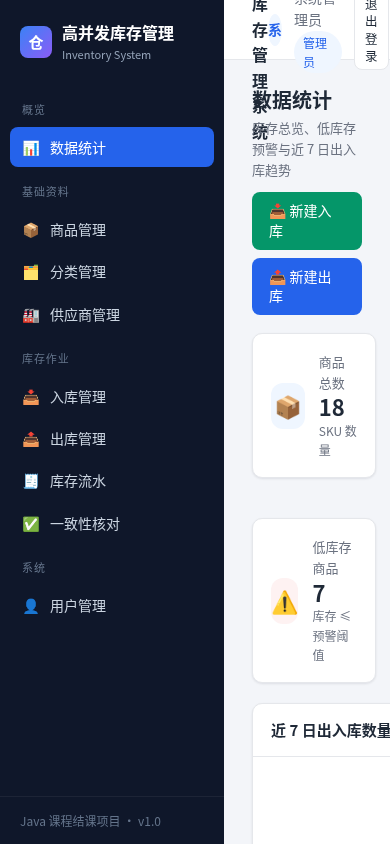 仓
高并发库存管理
Inventory System
概览
数据统计
基础资料
商品管理
分类管理
供应商管理
库存作业
入库管理
出库管理
库存流水
一致性核对
系统
用户管理
Java 课程结课项目 · v1.0
库
存
管
理
系
统
系
系统管
理员
管理
员
退
出
登
录
数据统计
库存总览、低库存
预警与近 7 日出入
库趋势
新建入
库
新建出
库
商品
总数
18
SKU 数
量
低库存
商品
7
库存 ≤
预警阈
值
近 7 日出入库数量